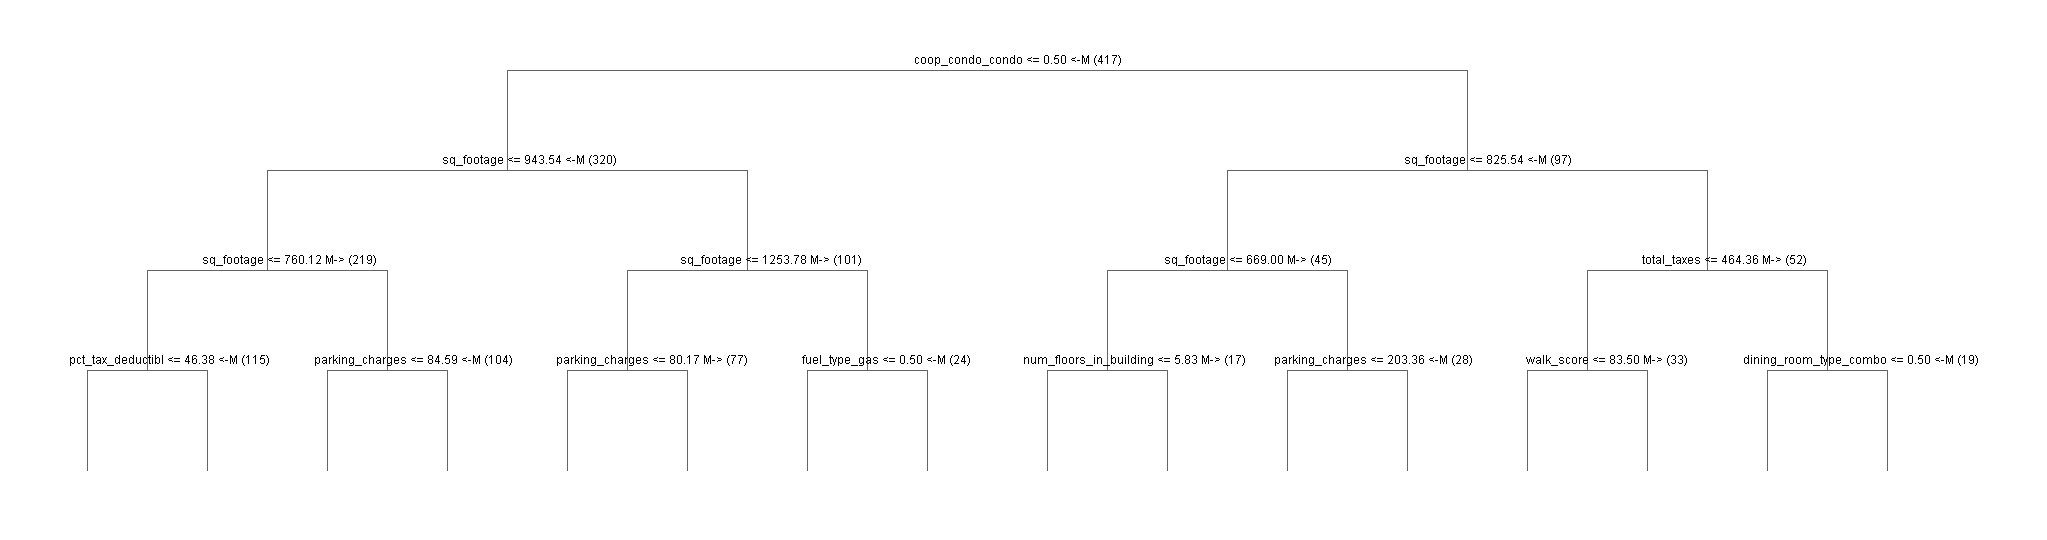 coop_condo_condo <= 0.50 <-M (417)
sq_footage <= 943.54 <-M (320)
sq_footage <= 825.54 <-M (97)
sq_footage <= 760.12 M-> (219)
sq_footage <= 1253.78 M-> (101)
sq_footage <= 669.00 M-> (45)
total_taxes <= 464.36 M-> (52)
pct_tax_deductibl <= 46.38 <-M (115)
parking_charges <= 84.59 <-M (104)
parking_charges <= 80.17 M-> (77)
fuel_type_gas <= 0.50 <-M (24)
num_floors_in_building <= 5.83 M-> (17)
parking_charges <= 203.36 <-M (28)
walk_score <= 83.50 M-> (33)
dining_room_type_combo <= 0.50 <-M (19)